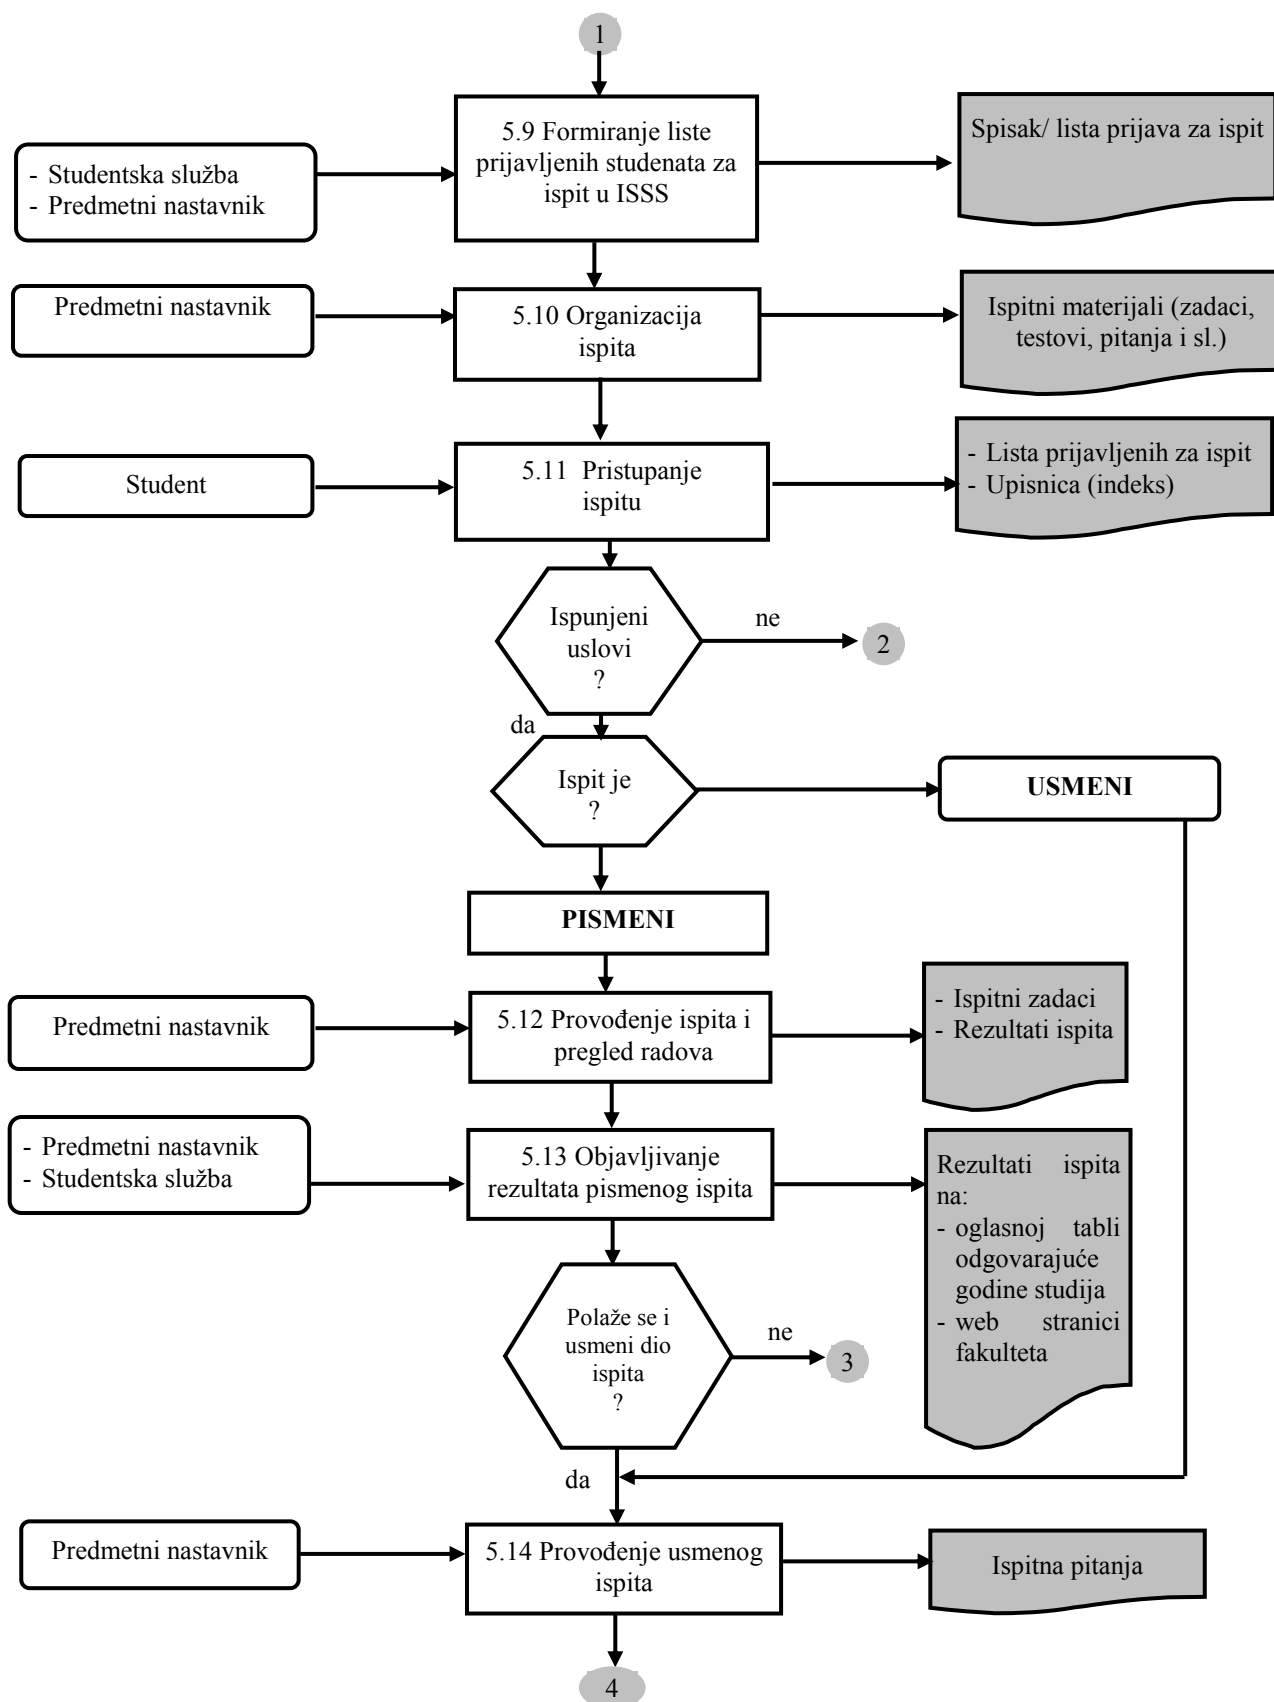 1
5.9 Formiranje liste
prijavljenih studenata za
ispit u ISSS
- Studentska služba
- Predmetni nastavnik
Spisak/ lista prijava za ispit
Predmetni nastavnik
5.10 Organizacija
ispita
Ispitni materijali (zadaci,
testovi, pitanja i sl.)
Student
5.11 Pristupanje
ispitu
- Lista prijavljenih za ispit
- Upisnica (indeks)
Ispunjeni
uslovi
?
ne
2
da
Ispit je
?
USMENI
PISMENI
Predmetni nastavnik
5.12 Provođenje ispita i
pregled radova
- Ispitni zadaci
- Rezultati ispita
- Predmetni nastavnik
- Studentska služba
5.13 Objavljivanje
rezultata pismenog ispita
Rezultati ispita
na:
- oglasnoj tabli
odgovarajuće
godine studija
- web stranici
fakulteta
Polaže se i
usmeni dio
ispita
?
ne
3
da
Predmetni nastavnik
5.14 Provođenje usmenog
ispita
Ispitna pitanja
4